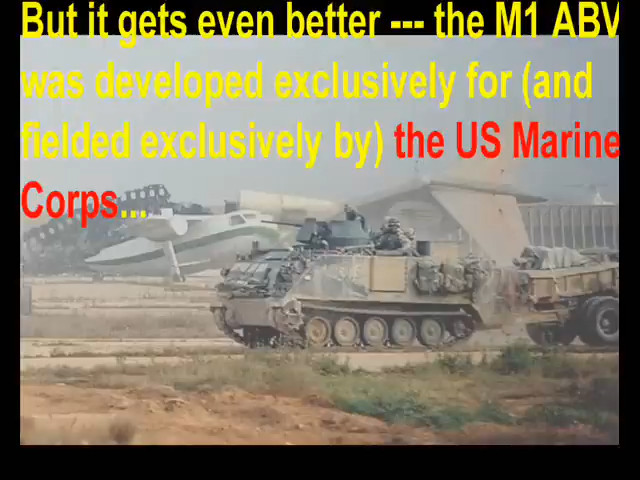 But it gets even better --- the M1 ABV
was developed exclusively for (and
fielded exclusively by) the US Marine
Corps...